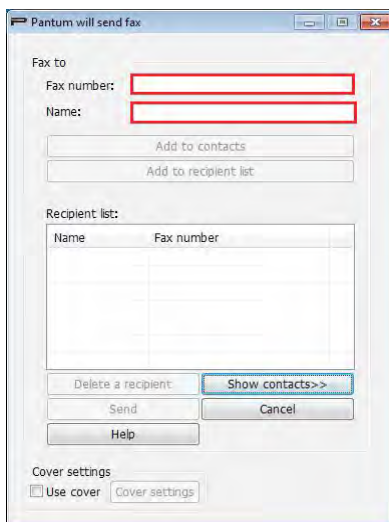 Pantum will send fax
Fax to
Fax number:
Name:
Add to contacts
Add to recipient list
Recipient list:
Name Fax number
Delete a recipient Show contacts>>
Send Cancel
Help
Cover settings
Use cover Cover settings